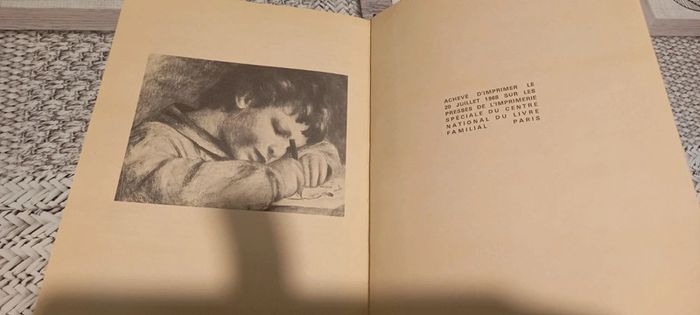 ACHEVÉ D'IMPRIMER LE
20 JUILLET 1968 SUR LES
PRESSES DE L'IMPRIMERIE
SPÉCIALE DU CENTRE
NATIONAL DU LIVRE
FAMILIAL PARIS